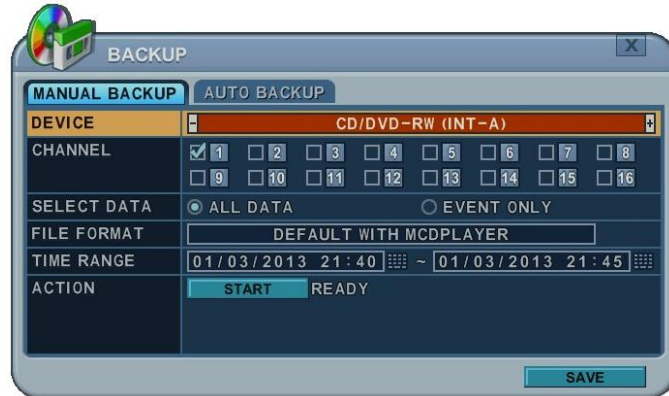 BACKUP
X
MANUAL BACKUP AUTO BACKUP
DEVICE - CD/DVD-RW (INT-A) +
CHANNEL 1 2 3 4 5 6 7 8
9 10 11 12 13 14 15 16
SELECT DATA ALL DATA EVENT ONLY
FILE FORMAT DEFAULT WITH MCDPLAYER
TIME RANGE 01/03/2013 21:40 ~ 01/03/2013 21:45
ACTION START READY
SAVE